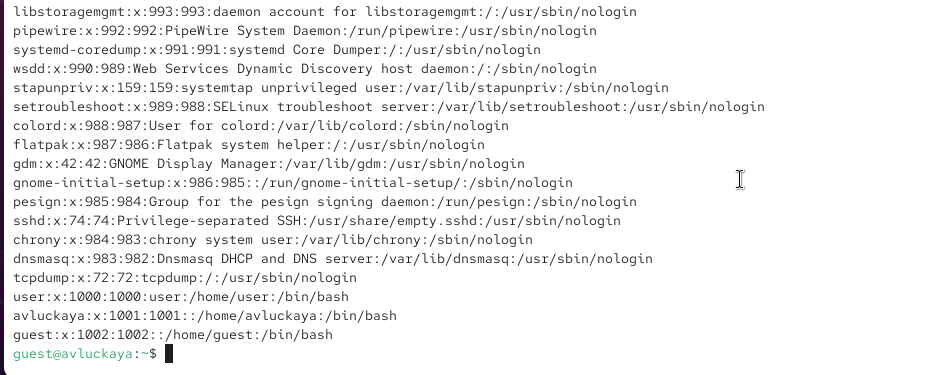 libstoragemgmt:x:993:993:daemon account for libstoragemgmt:/:/usr/sbin/nologin
pipewire:x:992:992:PipeWire System Daemon:/run/pipewire:/usr/sbin/nologin
systemd-coredump:x:991:991:systemd Core Dumper:/:/usr/sbin/nologin
wsdd:x:990:989:Web Services Dynamic Discovery host daemon:/:/sbin/nologin
stapunpriv:x:159:159:systemtap unprivileged user:/var/lib/stapunpriv:/sbin/nologin
setroubleshoot:x:989:988:SELinux troubleshoot server:/var/lib/setroubleshoot:/usr/sbin/nologin
colord:x:988:987:User for colord:/var/lib/colord:/sbin/nologin
flatpak:x:987:986:Flatpak system helper:/:/usr/sbin/nologin
gdm:x:42:42:GNOME Display Manager:/var/lib/gdm:/usr/sbin/nologin
gnome-initial-setup:x:986:985::/run/gnome-initial-setup/:/sbin/nologin
pesign:x:985:984:Group for the pesign signing daemon:/run/pesign:/sbin/nologin
sshd:x:74:74:Privilege-separated SSH:/usr/share/empty.sshd:/usr/sbin/nologin
chrony:x:984:983:chrony system user:/var/lib/chrony:/sbin/nologin
dnsmasq:x:983:982:Dnsmasq DHCP and DNS server:/var/lib/dnsmasq:/usr/sbin/nologin
tcpdump:x:72:72:tcpdump:/:/usr/sbin/nologin
user:x:1000:1000:user:/home/user:/bin/bash
avluckaya:x:1001:1001::/home/avluckaya:/bin/bash
guest:x:1002:1002::/home/guest:/bin/bash
guest@avluckaya:~$